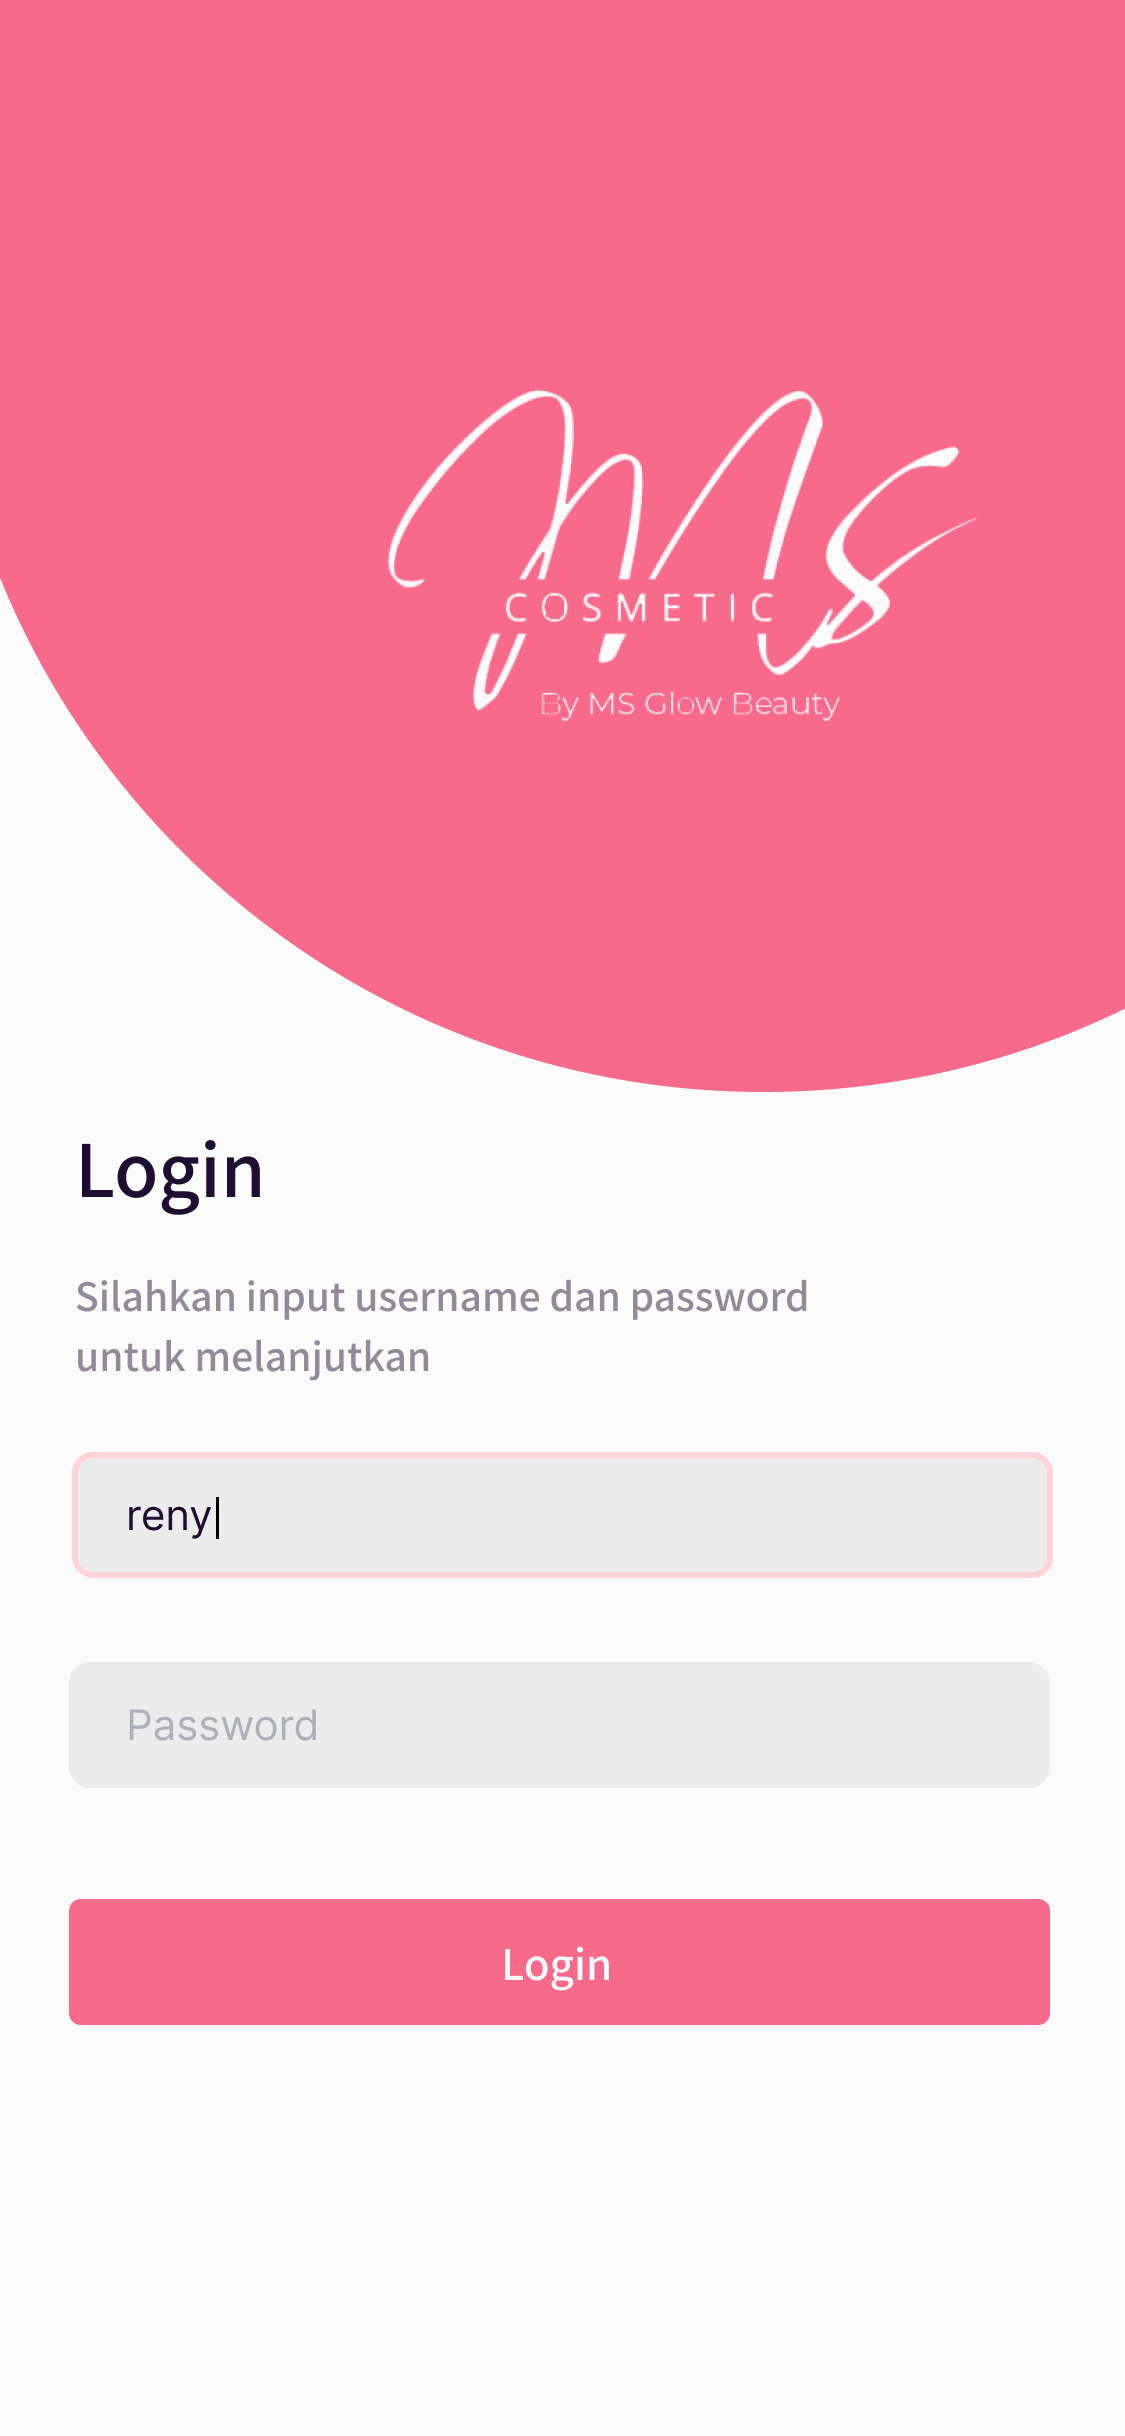 Ms
COSMETIC
By MS Glow Beauty
Login
Silahkan input username dan password
untuk melanjutkan
reny
Password
Login